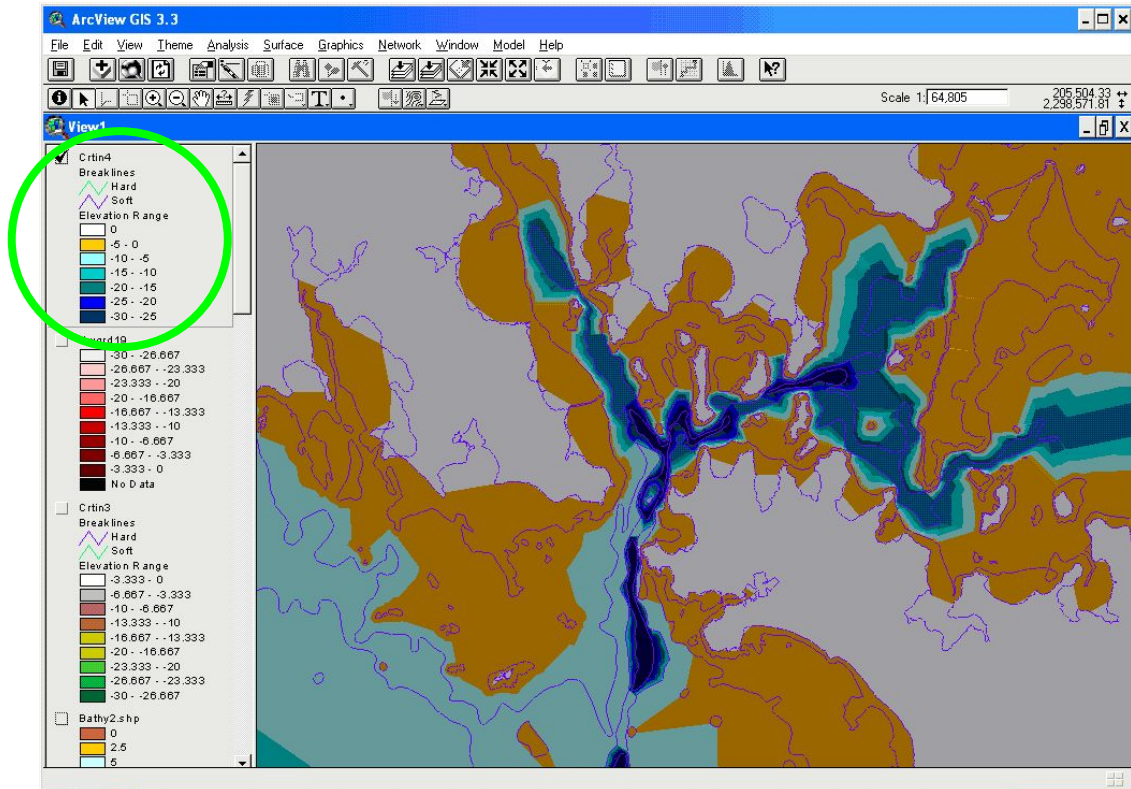 ArcView GIS 3.3
File Edit View Theme Analysis Surface Graphics Network Window Model Help
Scale 1: 64,805
205,504.33
2,298,571.81
View1
Crtin4
Breaklines
Hard
Soft
Elevation Range
0
-5 - 0
-10 - -5
-15 - -10
-20 - -15
-25 - -20
-30 - -25
-30 - -26.667
-26.667 - -23.333
-23.333 - -20
-20 - -16.667
-16.667 - -13.333
-13.333 - -10
-10 - -6.667
-6.667 - -3.333
-3.333 - 0
No Data
Crtin3
Breaklines
Hard
Soft
Elevation Range
-3.333 - 0
-6.667 - -3.333
-10 - -6.667
-13.333 - -10
-16.667 - -13.333
-20 - -16.667
-23.333 - -20
-26.667 - -23.333
-30 - -26.667
Bathy2.shp
0
2.5
5